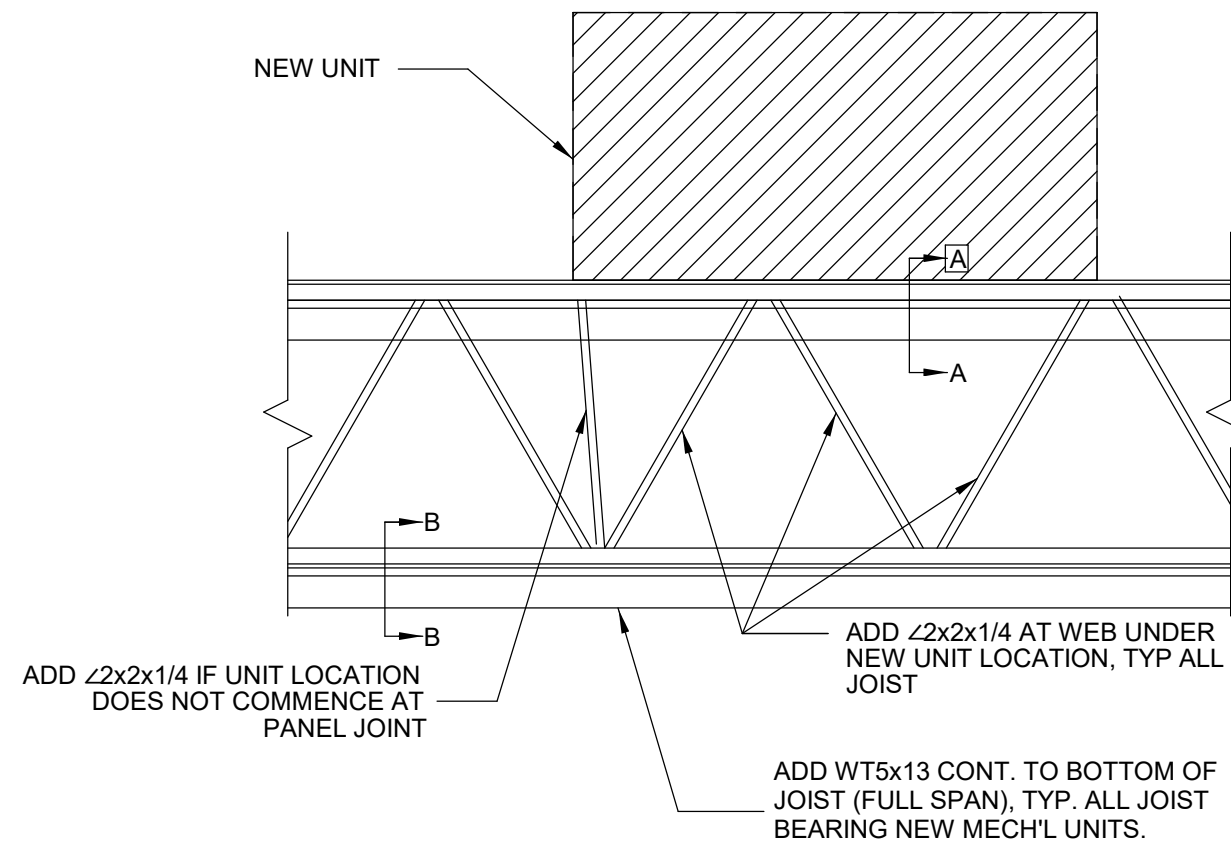 NEW UNIT
A
A
B
B
ADD ∠2x2x1/4 AT WEB UNDER
NEW UNIT LOCATION, TYP ALL
JOIST
ADD ∠2x2x1/4 IF UNIT LOCATION
DOES NOT COMMENCE AT
PANEL JOINT
ADD WT5x13 CONT. TO BOTTOM OF
JOIST (FULL SPAN), TYP. ALL JOIST
BEARING NEW MECH'L UNITS.